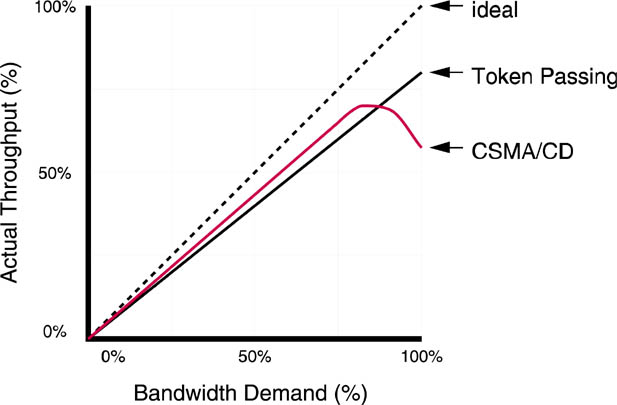 100%
ideal
Token Passing
CSMA/CD
50%
0%
Actual Throughput (%)
0%
50%
100%
Bandwidth Demand (%)